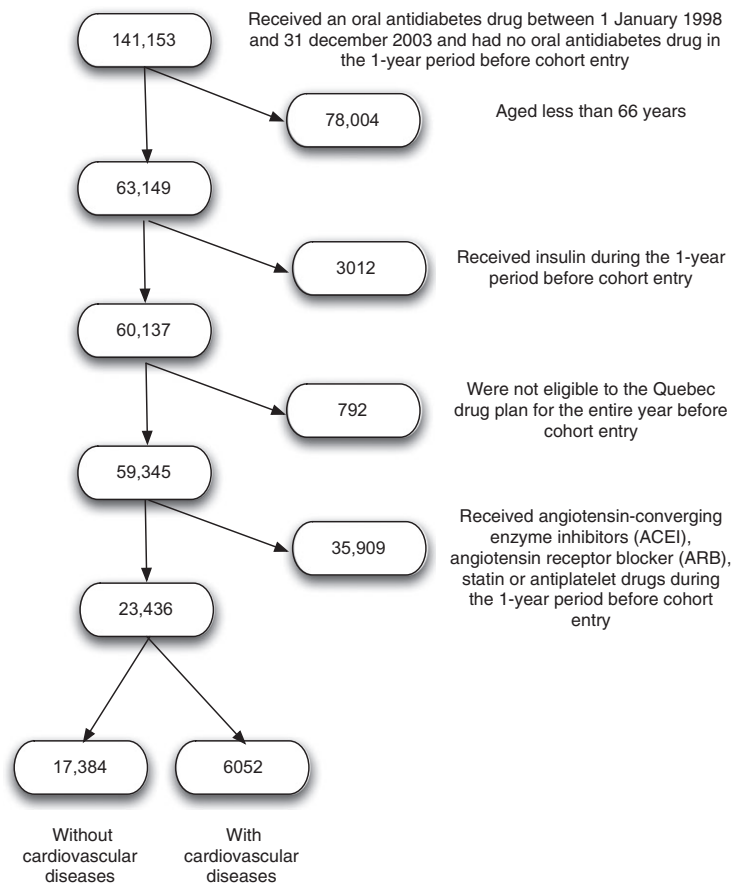 141,153
Received an oral antidiabetes drug between 1 January 1998
and 31 december 2003 and had no oral antidiabetes drug in
the 1-year period before cohort entry
78,004
Aged less than 66 years
63,149
3012
Received insulin during the 1-year
period before cohort entry
60,137
792
Were not eligible to the Quebec
drug plan for the entire year before
cohort entry
59,345
35,909
Received angiotensin-converging
enzyme inhibitors (ACEI),
angiotensin receptor blocker (ARB),
statin or antiplatelet drugs during
the 1-year period before cohort
entry
23,436
17,384
6052
Without
cardiovascular
diseases
With
cardiovascular
diseases